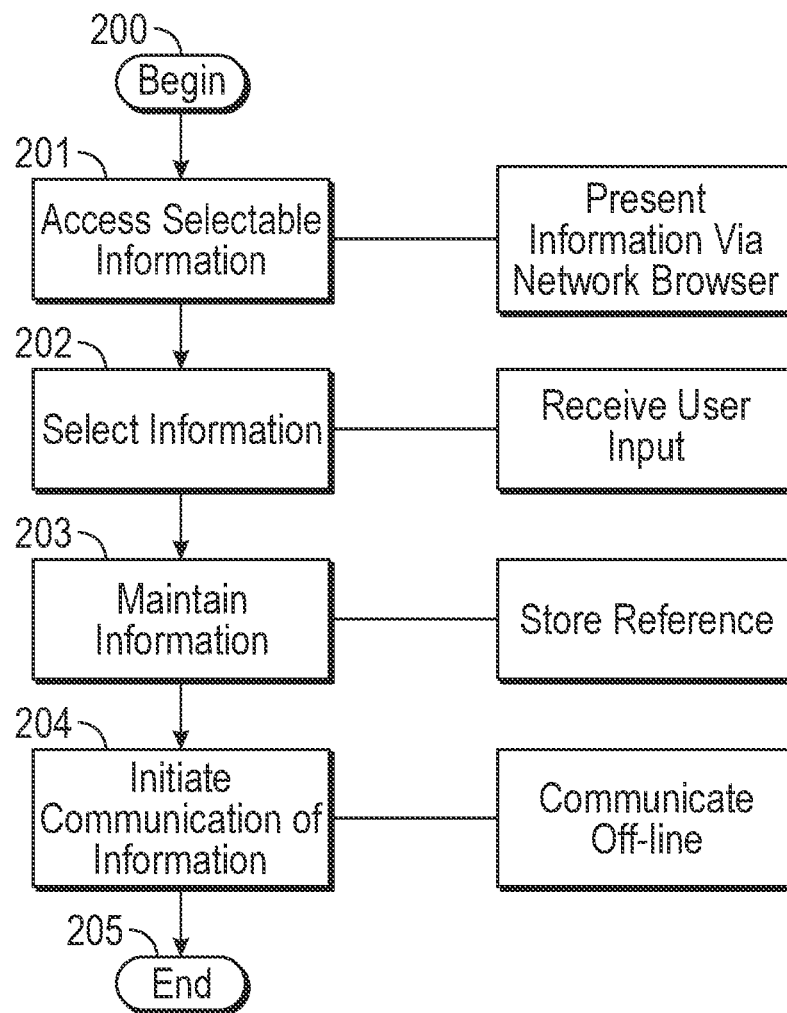 200
Begin
201
Access Selectable
Information
Present
Information Via
Network Browser
202
Select Information
Receive User
Input
203
Maintain
Information
Store Reference
204
Initiate
Communication of
Information
Communicate
Off-line
205
End